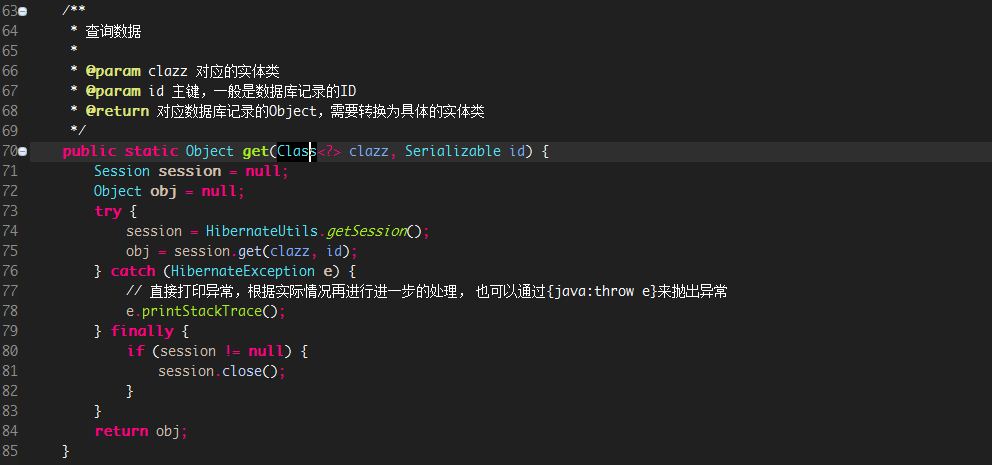 63 /**
64  * 查询数据
65  *
66  * @param clazz 对应的实体类
67  * @param id 主键，一般是数据库记录的ID
68  * @return 对应数据库记录的Object，需要转换为具体的实体类
69  */
70 public static Object get(Class<?> clazz, Serializable id) {
71     Session session = null;
72     Object obj = null;
73     try {
74         session = HibernateUtils.getSession();
75         obj = session.get(clazz, id);
76     } catch (HibernateException e) {
77         // 直接打印异常，根据实际情况再进行进一步的处理, 也可以通过{java:throw e}来抛出异常
78         e.printStackTrace();
79     } finally {
80         if (session != null) {
81             session.close();
82         }
83     }
84     return obj;
85 }